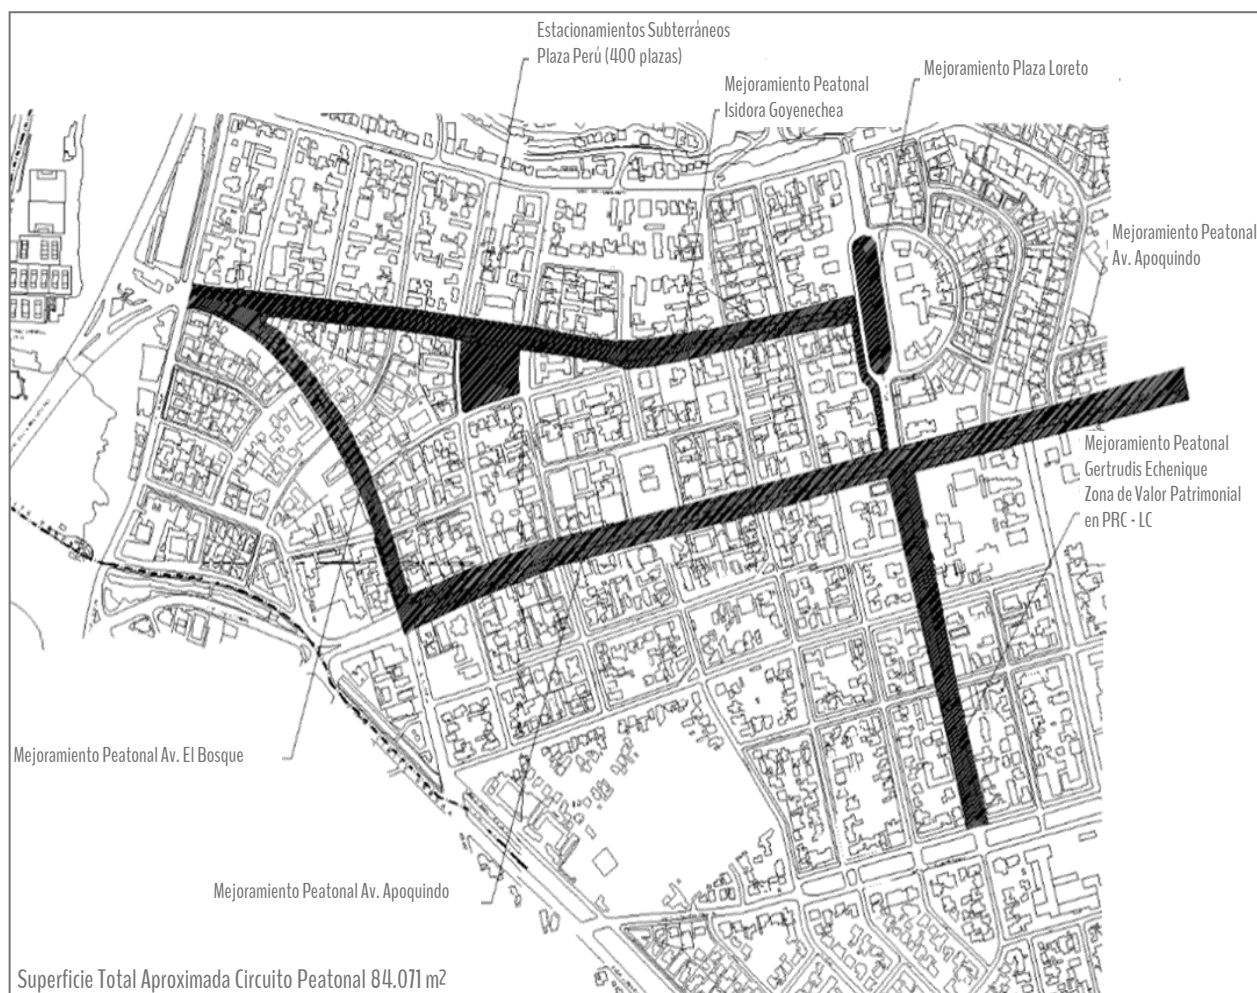 Estacionamientos Subterráneos
Plaza Perú (400 plazas)
Mejoramiento Peatonal
Isidora Goyenechea
Mejoramiento Plaza Loreto
Mejoramiento Peatonal
Av. Apoquindo
Mejoramiento Peatonal
Gertrudis Echenique
Zona de Valor Patrimonial
en PRC - LC
Mejoramiento Peatonal Av. El Bosque
Mejoramiento Peatonal Av. Apoquindo
Superficie Total Aproximada Circuito Peatonal 84.071 m²